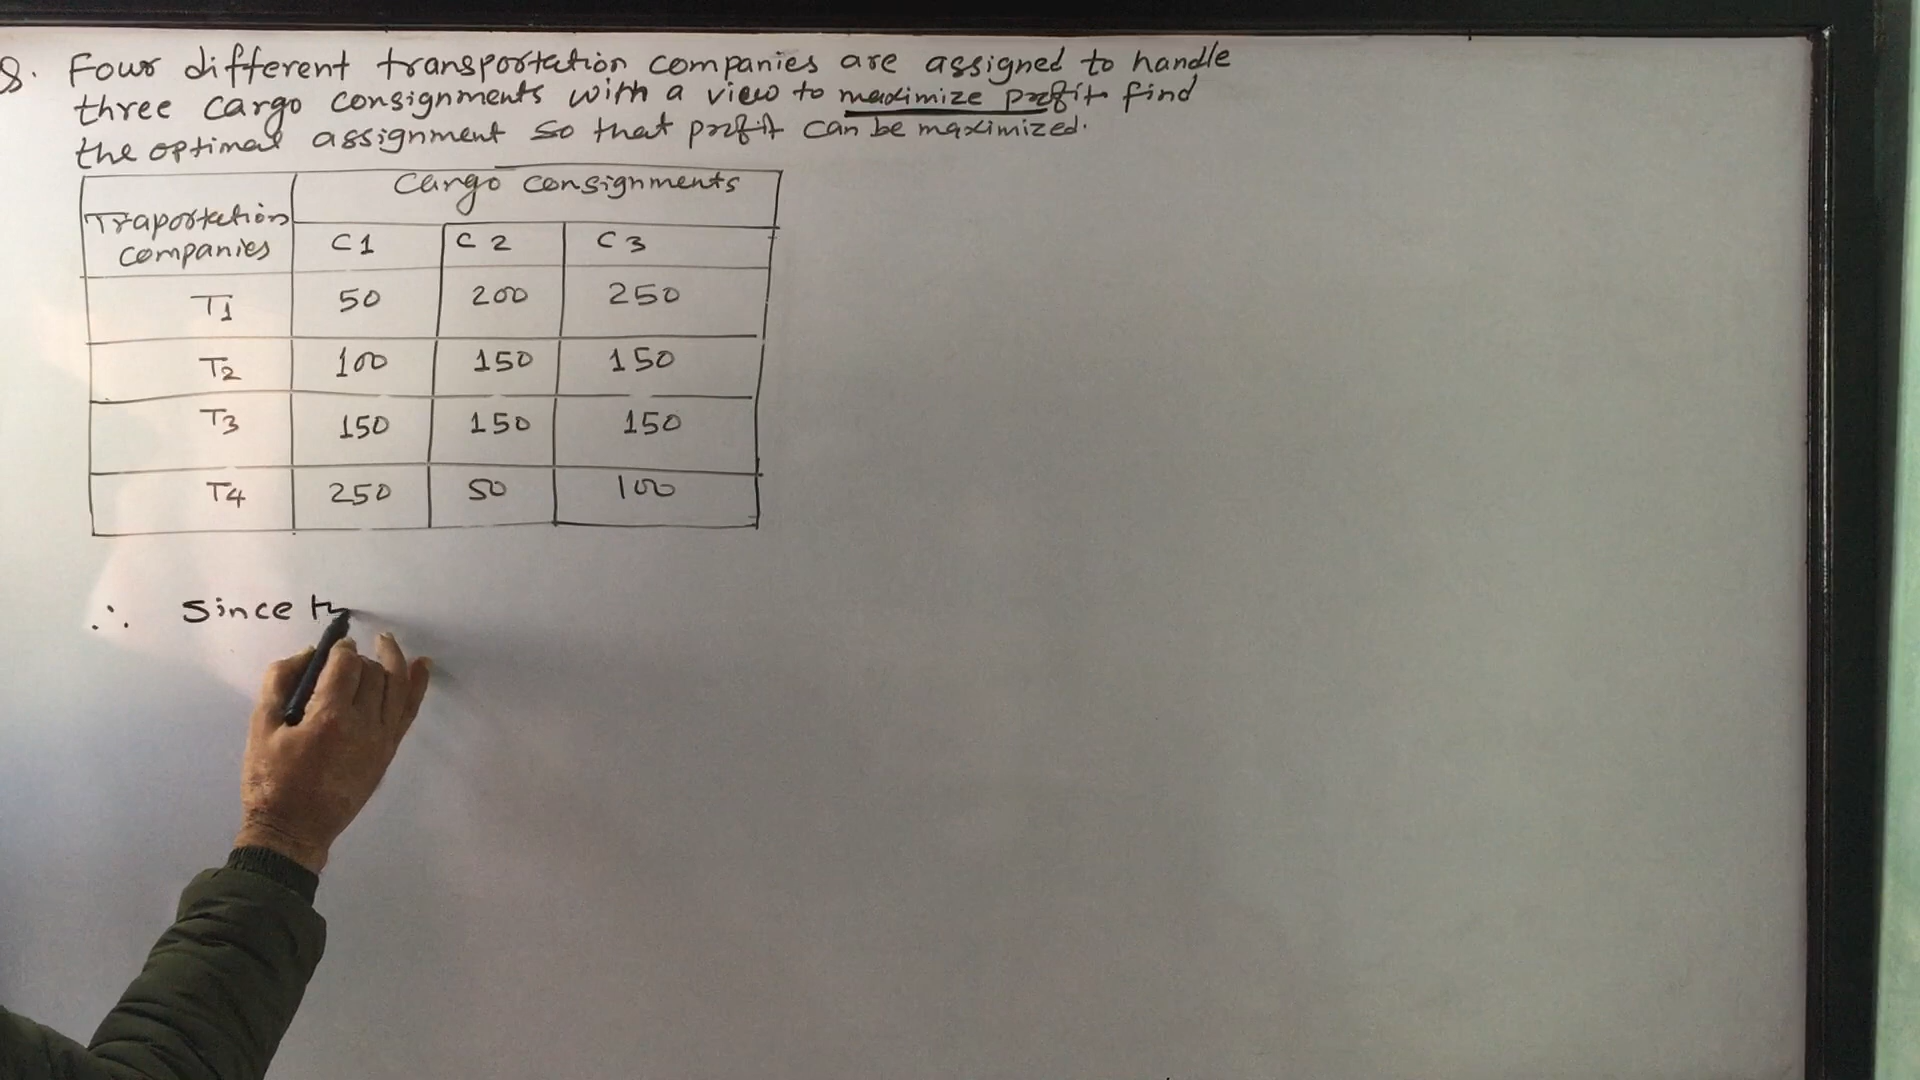 8. Four different transportation companies are assigned to handle
three cargo consignments with a view to maximize profit find
the optimal assignment so that profit can be maximized.
Cargo consignments
Traportation
companies
C1 C2 C3
T1 50 200 250
T2 100 150 150
T3 150 150 150
T4 250 50 100
∴ Since